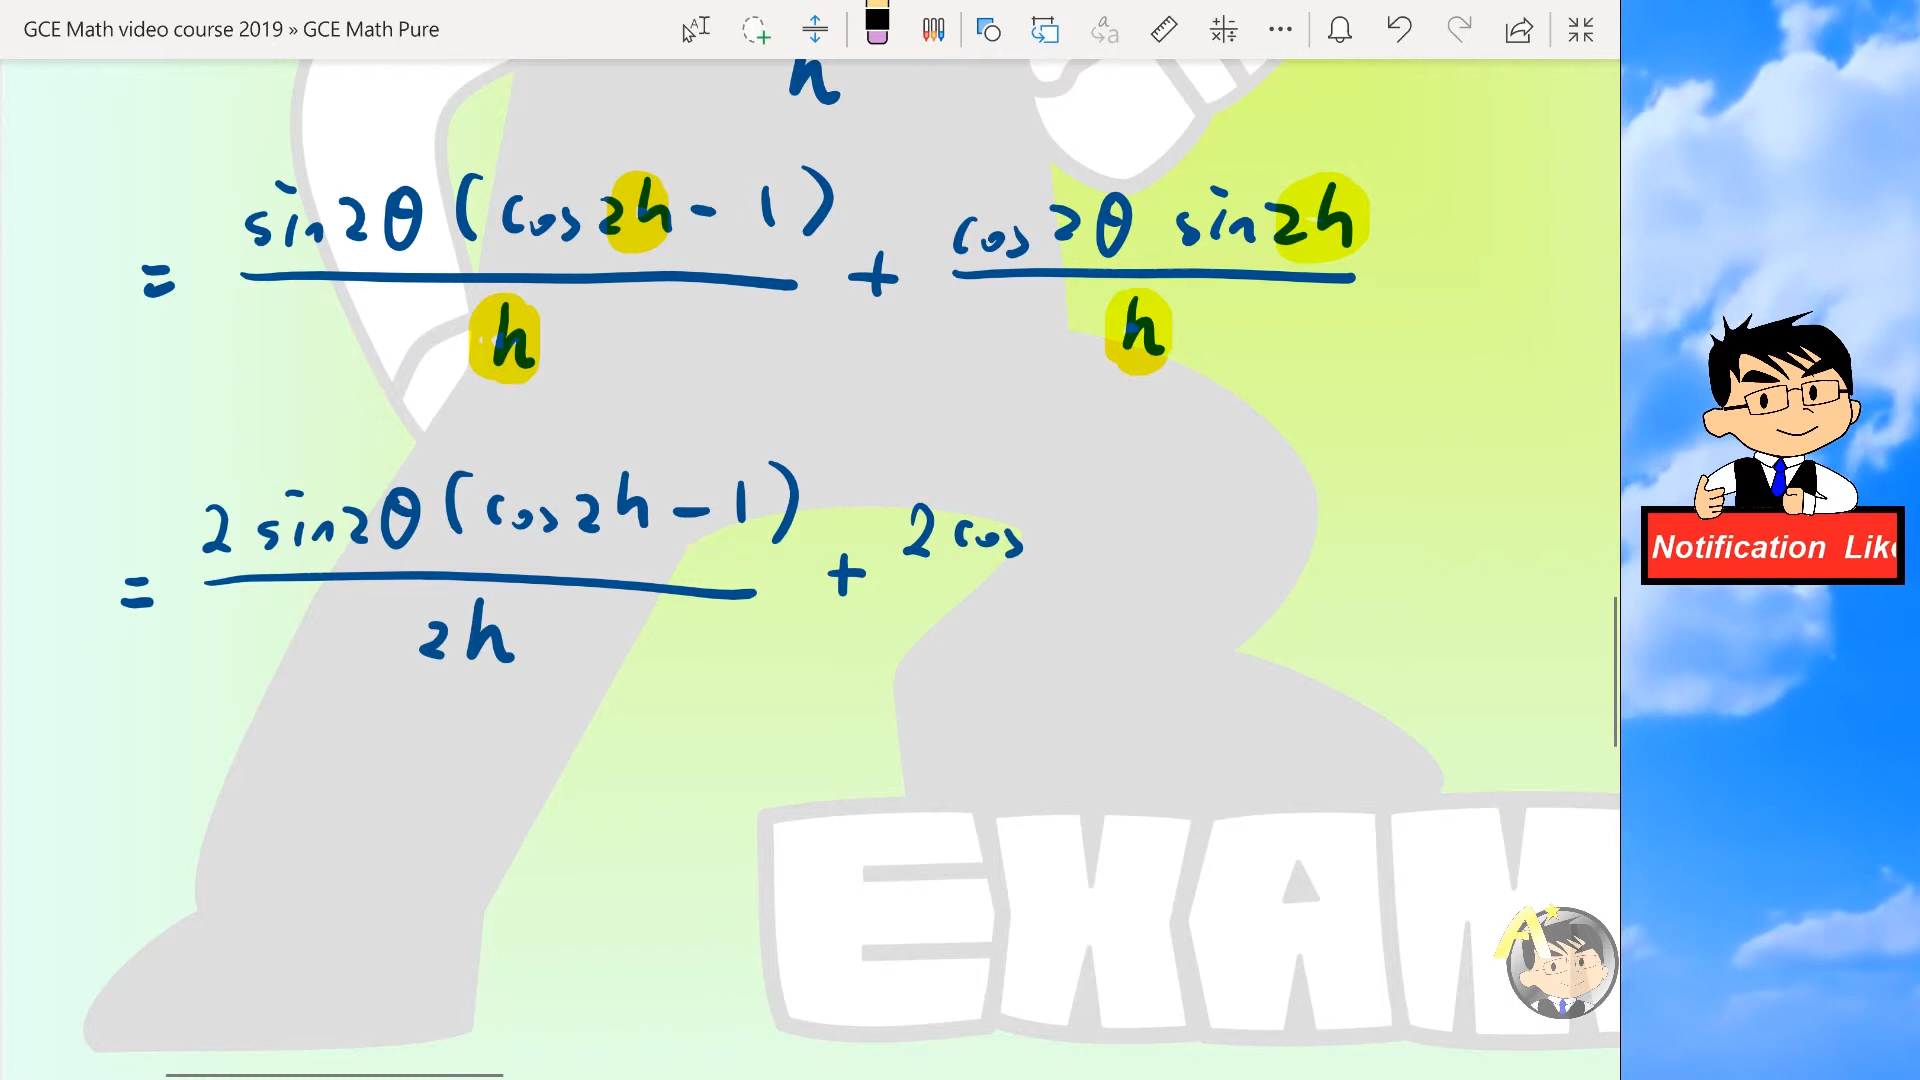 GCE Math video course 2019 » GCE Math Pure
h
= sin2θ (cos2h - 1) / h + cos2θ sin2h / h
= 2 sin2θ (cos2h - 1) / 2h + 2 cos
Notification Lik
EXAM
A